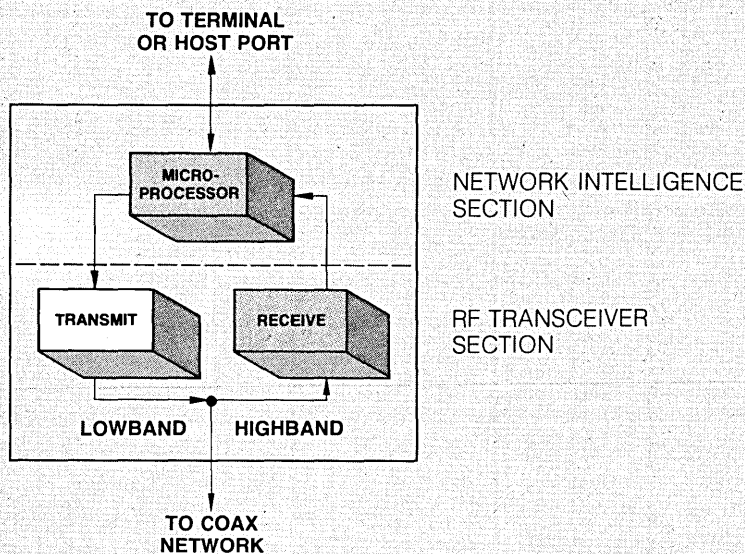 TO TERMINAL
OR HOST PORT
MICRO-
PROCESSOR
NETWORK INTELLIGENCE
SECTION
TRANSMIT
RECEIVE
RF TRANSCEIVER
SECTION
LOWBAND
HIGHBAND
TO COAX
NETWORK